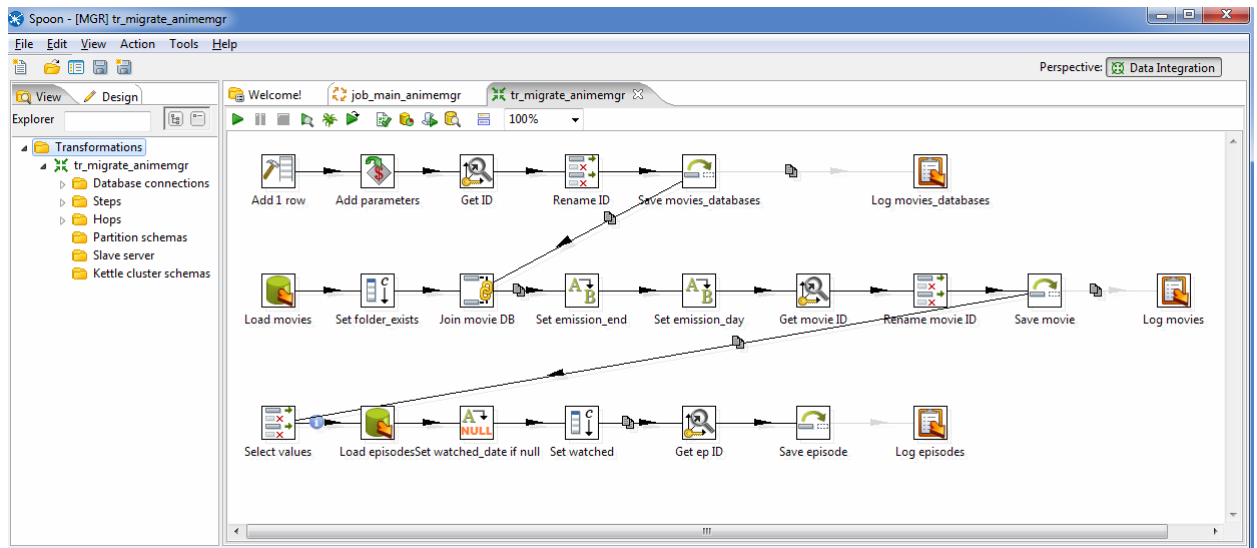 Spoon - [MGR] tr_migrate_animemgr
File Edit View Action Tools Help
Perspective: Data Integration
View Design
Explorer
Transformations
tr_migrate_animemgr
Database connections
Steps
Hops
Partition schemas
Slave server
Kettle cluster schemas
Welcome! job_main_animemgr tr_migrate_animemgr
100%
Add 1 row Add parameters Get ID Rename ID Save movies_databases Log movies_databases
Load movies Set folder_exists Join movie DB Set emission_end Set emission_day Get movie ID Rename movie ID Save movie Log movies
Select values Load episodes Set watched_date if null Set watched Get ep ID Save episode Log episodes